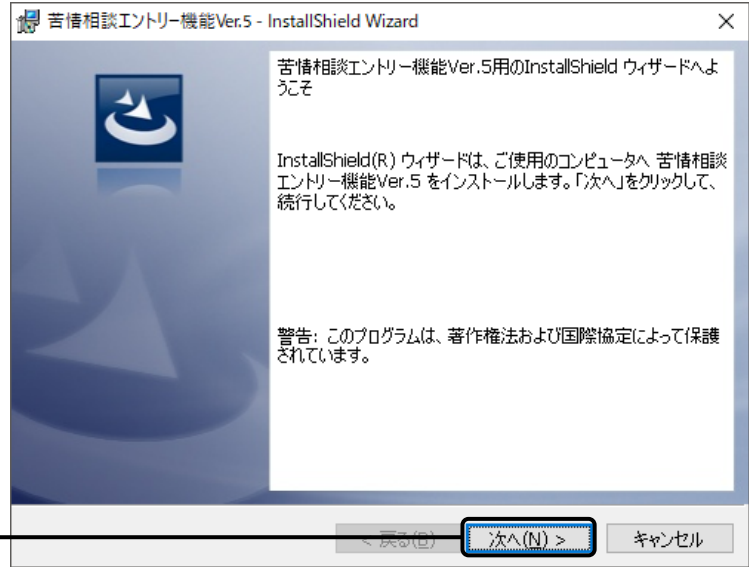 苦情相談エントリー機能Ver.5 - InstallShield Wizard
苦情相談エントリー機能Ver.5用のInstallShield ウィザードへよ
うこそ
InstallShield(R) ウィザードは、ご使用のコンピュータへ 苦情相談
エントリー機能Ver.5 をインストールします。「次へ」をクリックして、
続行してください。
警告: このプログラムは、著作権法および国際協定によって保護
されています。
< 戻る(B) 次へ(N) > キャンセル